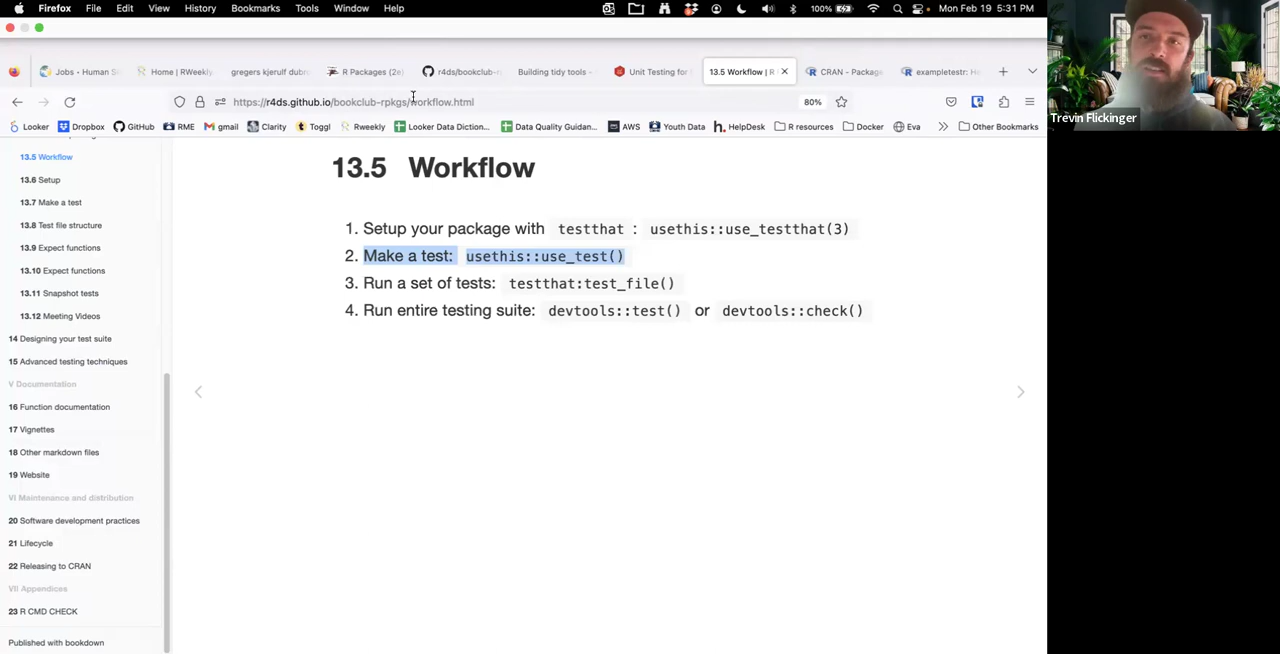 Firefox File Edit View History Bookmarks Tools Window Help 100% Mon Feb 19 5:31 PM
Jobs - Human Home | RWeekly gregers kjerulf dubro R Packages (2e) r4ds/bookclub-r Building tidy tools - Unit Testing for 13.5 Workflow | R CRAN - Package exampletestr: He
https://r4ds.github.io/bookclub-rpkgs/workflow.html 80%
Looker Dropbox GitHub RME gmail Clarity Toggl Rweekly Looker Data Diction... Data Quality Guidan... AWS Youth Data HelpDesk R resources Docker Eva Other Bookmarks
Trevin Flickinger
13.5 Workflow
13.6 Setup
13.7 Make a test
13.8 Test file structure
13.9 Expect functions
13.10 Expect functions
13.11 Snapshot tests
13.12 Meeting Videos
14 Designing your test suite
15 Advanced testing techniques
V Documentation
16 Function documentation
17 Vignettes
18 Other markdown files
19 Website
VI Maintenance and distribution
20 Software development practices
21 Lifecycle
22 Releasing to CRAN
VII Appendices
23 R CMD CHECK
Published with bookdown
13.5 Workflow
1. Setup your package with testthat : usethis::use_testthat(3)
2. Make a test: usethis::use_test()
3. Run a set of tests: testthat:test_file()
4. Run entire testing suite: devtools::test() or devtools::check()